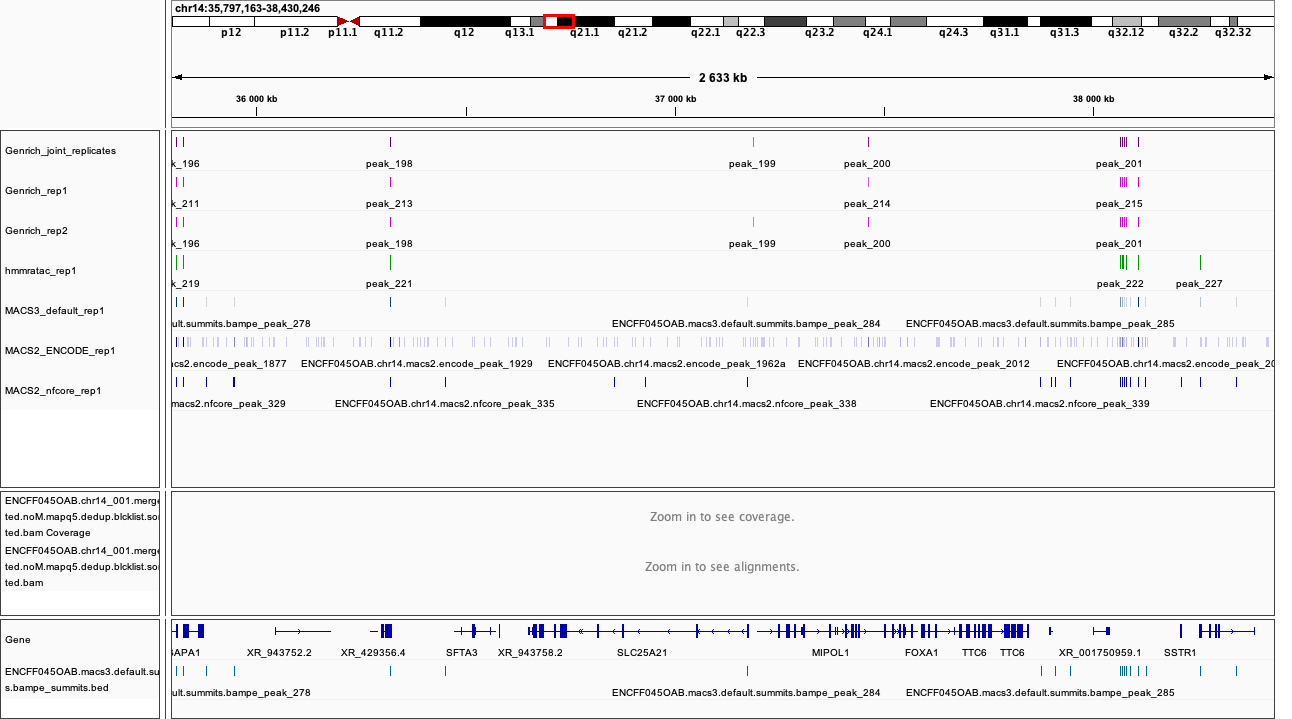 chr14:35,797,163-38,430,246
p12 p11.2 p11.1 q11.2 q12 q13.1 q21.1 q21.2 q22.1 q22.3 q23.2 q24.1 q24.3 q31.1 q31.3 q32.12 q32.2 q32.32
2 633 kb
36 000 kb 37 000 kb 38 000 kb
Genrich_joint_replicates
k_196 peak_198 peak_199 peak_200 peak_201
Genrich_rep1
k_211 peak_213 peak_214 peak_215
Genrich_rep2
k_196 peak_198 peak_199 peak_200 peak_201
hmmratac_rep1
k_219 peak_221 peak_222 peak_227
MACS3_default_rep1
ult.summits.bampe_peak_278 ENCFF045OAB.macs3.default.summits.bampe_peak_284 ENCFF045OAB.macs3.default.summits.bampe_peak_285
MACS2_ENCODE_rep1
acs2.encode_peak_1877 ENCFF045OAB.chr14.macs2.encode_peak_1929 ENCFF045OAB.chr14.macs2.encode_peak_1962a ENCFF045OAB.chr14.macs2.encode_peak_2012 ENCFF045OAB.chr14.macs2.encode_peak_20
MACS2_nfcore_rep1
macs2.nfcore_peak_329 ENCFF045OAB.chr14.macs2.nfcore_peak_335 ENCFF045OAB.chr14.macs2.nfcore_peak_338 ENCFF045OAB.chr14.macs2.nfcore_peak_339
ENCFF045OAB.chr14_001.merge
ted.noM.mapq5.dedup.blcklist.so
ted.bam Coverage
Zoom in to see coverage.
ENCFF045OAB.chr14_001.merge
ted.noM.mapq5.dedup.blcklist.so
ted.bam
Zoom in to see alignments.
Gene
APA1 XR_943752.2 XR_429356.4 SFTA3 XR_943758.2 SLC25A21 MIPOL1 FOXA1 TTC6 TTC6 XR_001750959.1 SSTR1
ENCFF045OAB.macs3.default.su
s.bampe_summits.bed
ult.summits.bampe_peak_278 ENCFF045OAB.macs3.default.summits.bampe_peak_284 ENCFF045OAB.macs3.default.summits.bampe_peak_285